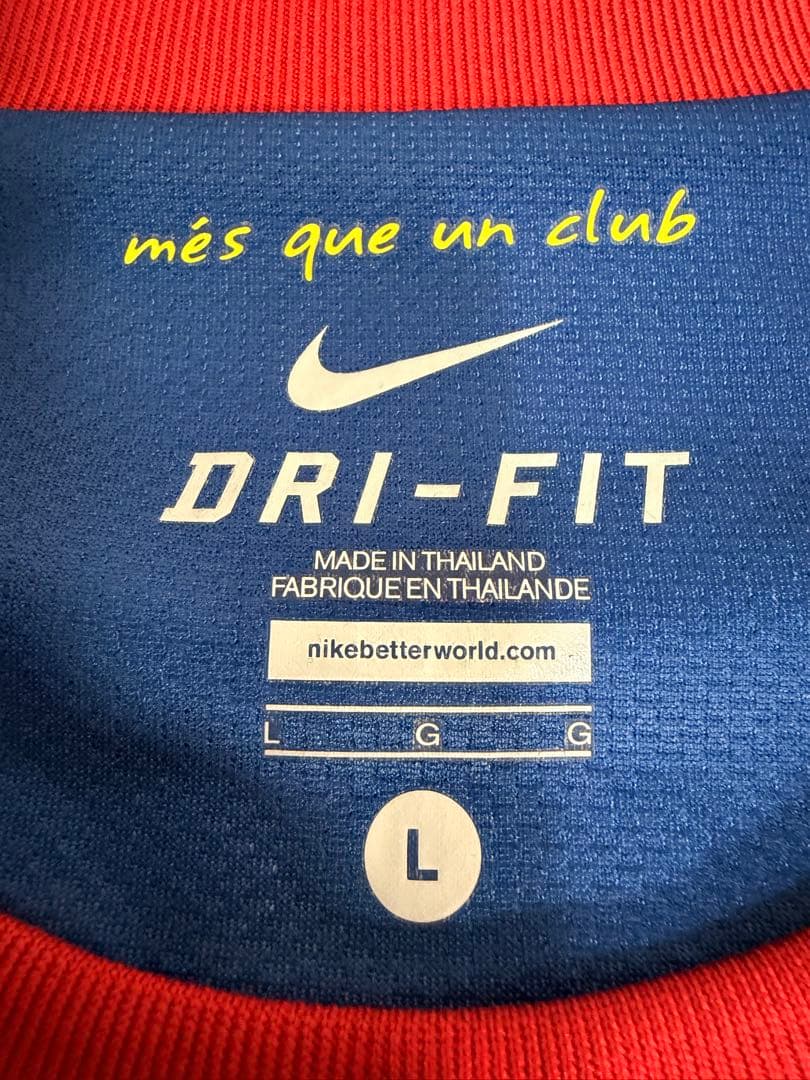 més que un club
DRI-FIT
MADE IN THAILAND
FABRIQUE EN THAILANDE
nikebetterworld.com
L G G
L